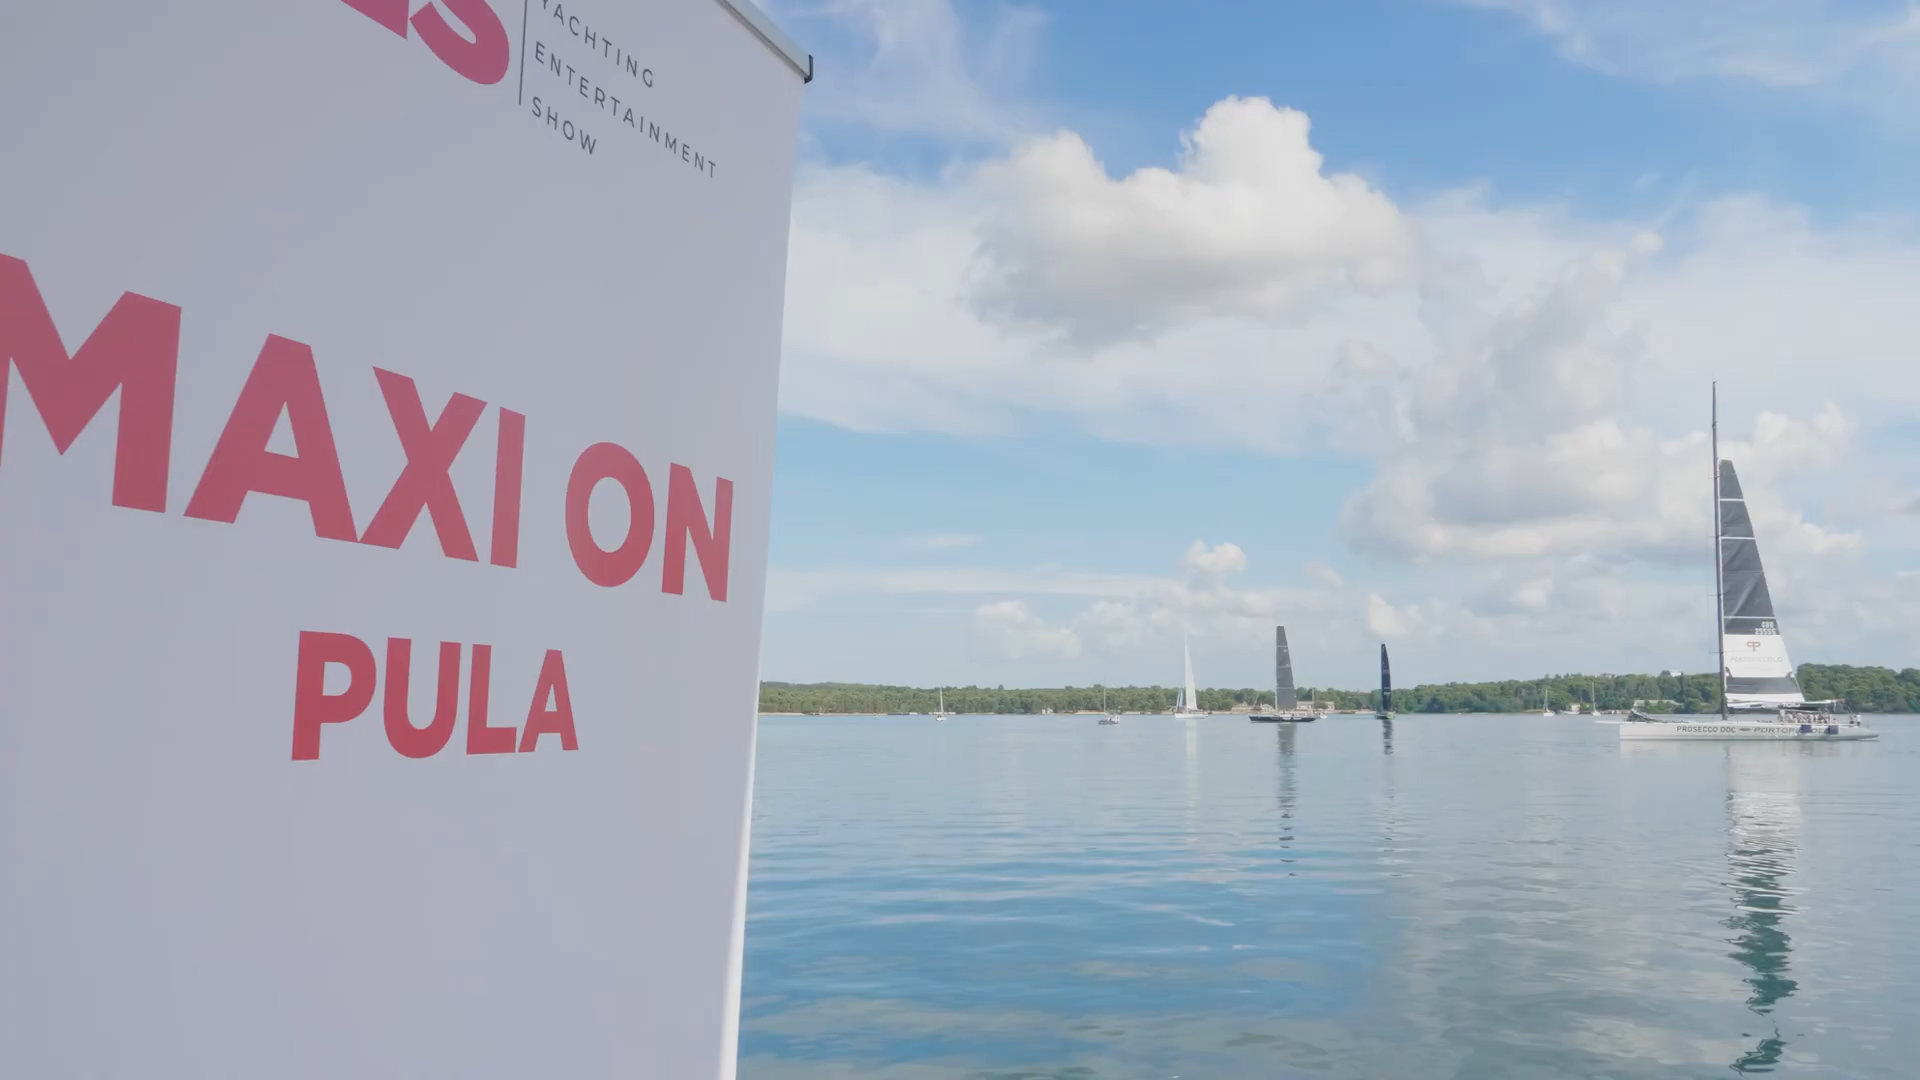 YACHTING
ENTERTAINMENT
SHOW
MAXI ON
PULA
PROSECCO DOC